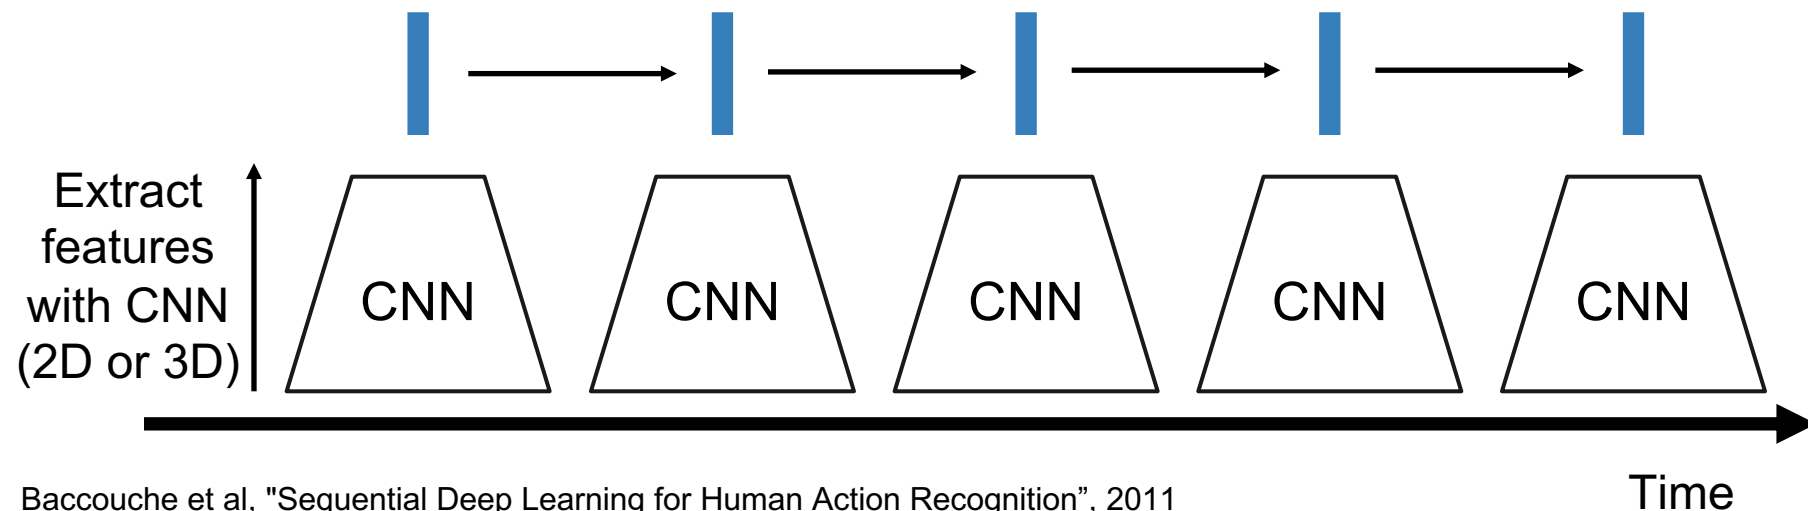 Extract
features
with CNN
(2D or 3D)
CNN
CNN
CNN
CNN
CNN
Time
Baccouche et al, "Sequential Deep Learning for Human Action Recognition”, 2011